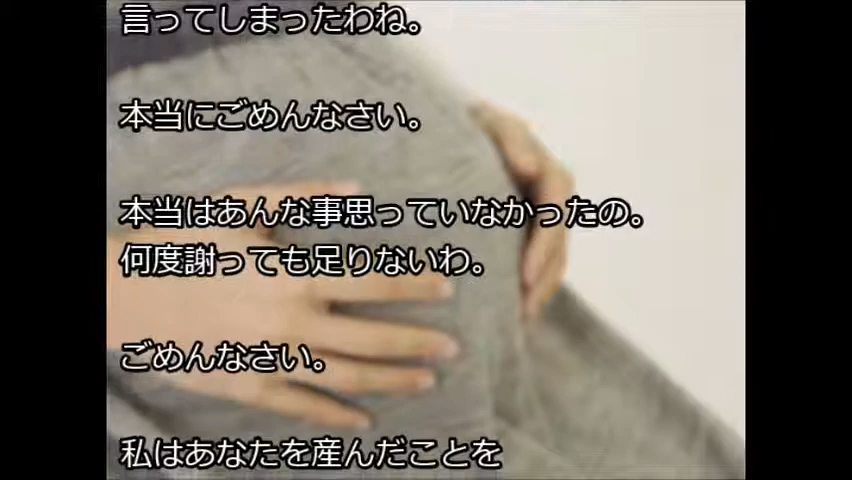 言ってしまったわね。
本当にごめんなさい。
本当はあんな事思っていなかったの。
何度謝っても足りないわ。
ごめんなさい。
私はあなたを産んだことを